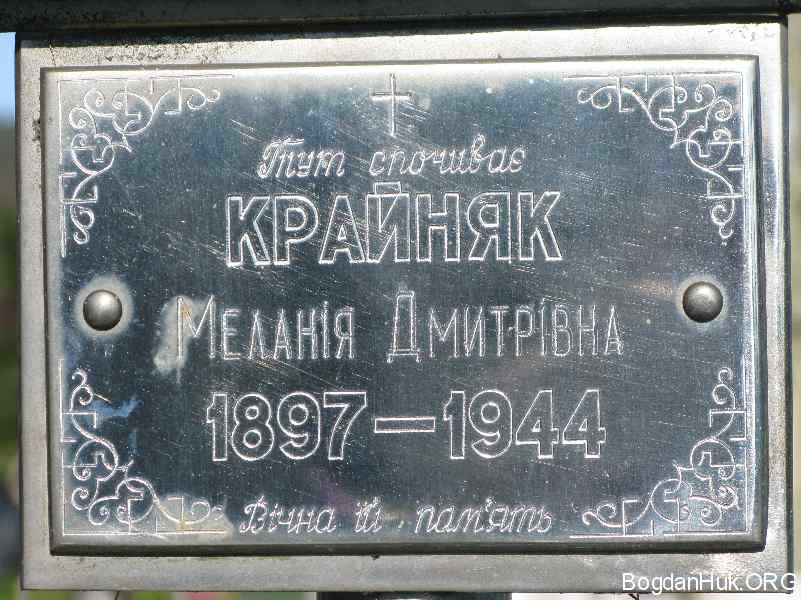 Тут спочиває
КРАЙНЯК
Меланія Дмитрівна
1897—1944
Вічна їй пам'ять
BogdanHuk.ORG